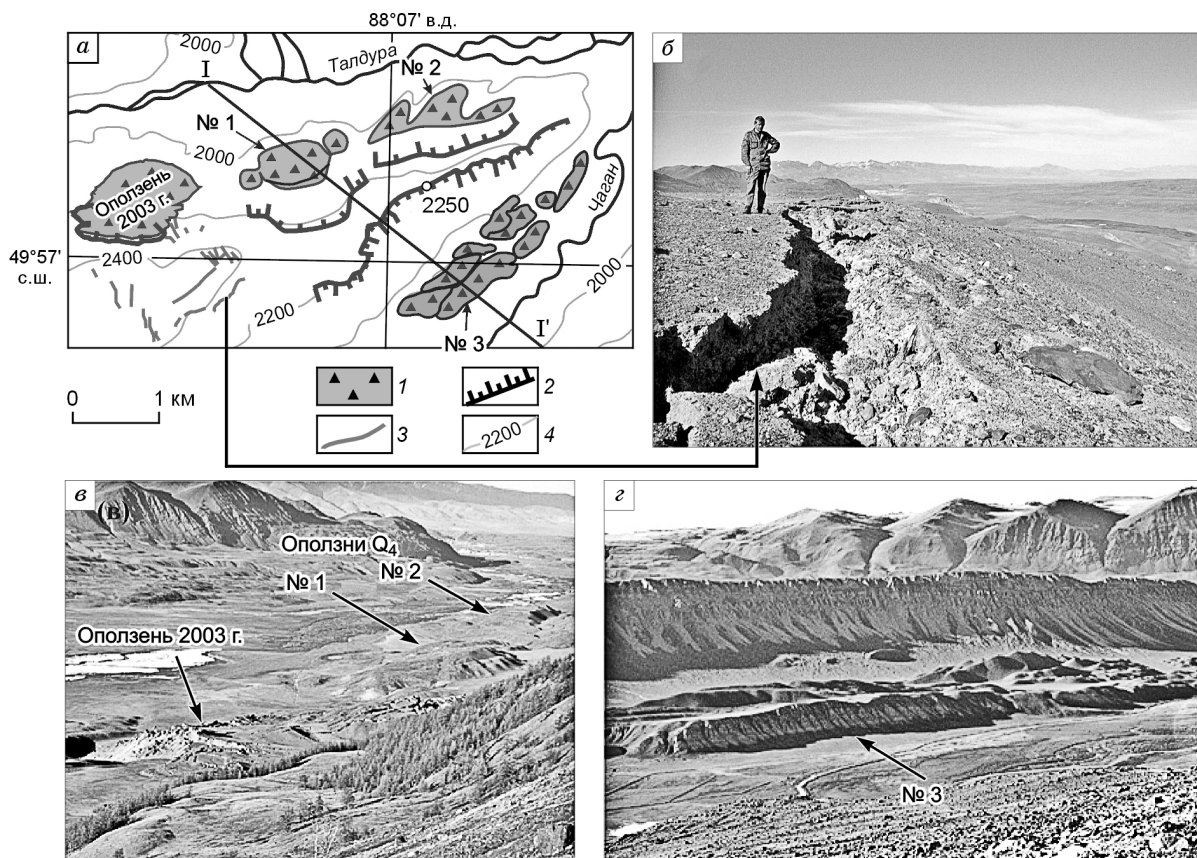 88°07' в.д.
а
2000
I
Талдура
№ 2
№ 1
2000
Оползень
2003 г.
2250
Чаган
49°57'
с.ш.
2400
2200
2000
I'
№ 3
0 1 км
1
2
3
2200 4
б
в
(в)
Оползни Q4
№ 1
№ 2
Оползень 2003 г.
г
№ 3